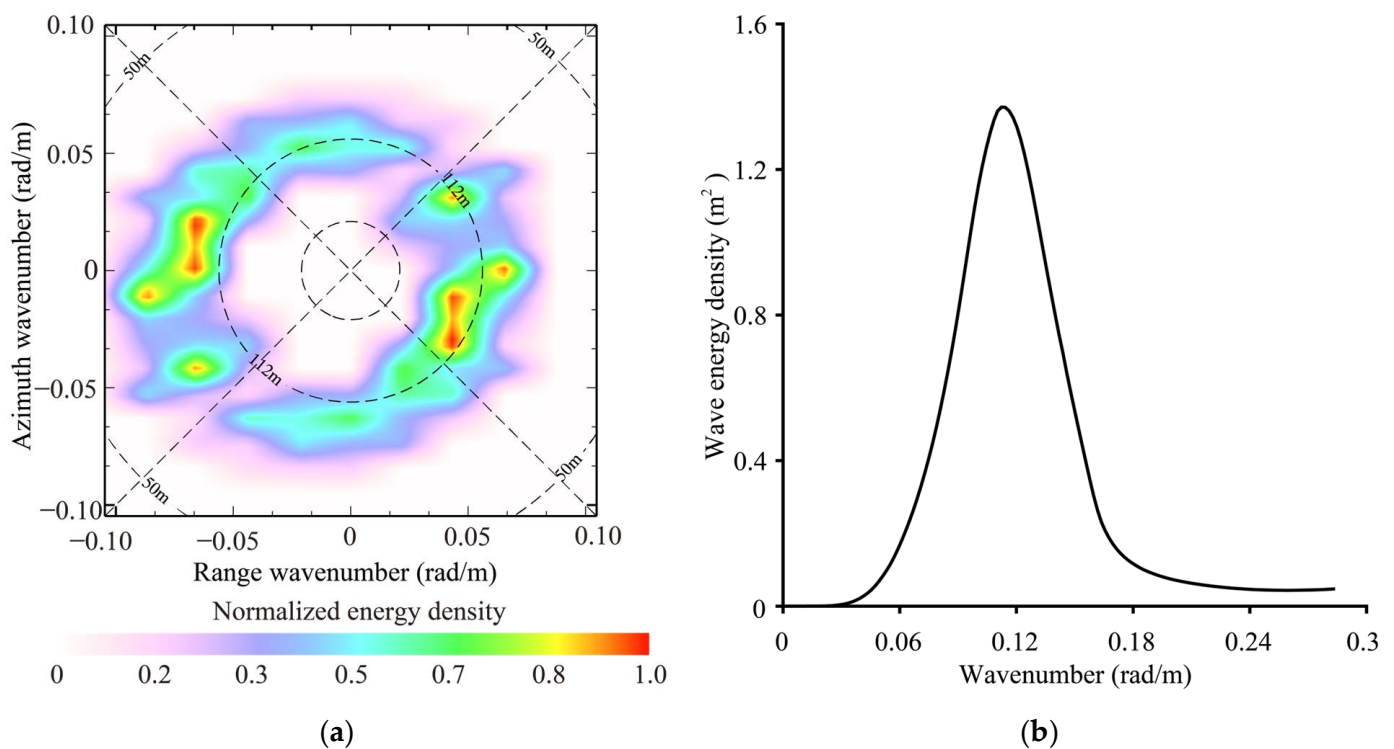 0.10
0.05
0
−0.05
−0.10
Azimuth wavenumber (rad/m)
50m
50m
112m
112m
50m
50m
−0.10 −0.05 0 0.05 0.10
Range wavenumber (rad/m)
Normalized energy density
0 0.2 0.3 0.5 0.7 0.8 1.0
(a)
1.6
1.2
0.8
0.4
0
Wave energy density (m²)
0 0.06 0.12 0.18 0.24 0.3
Wavenumber (rad/m)
(b)